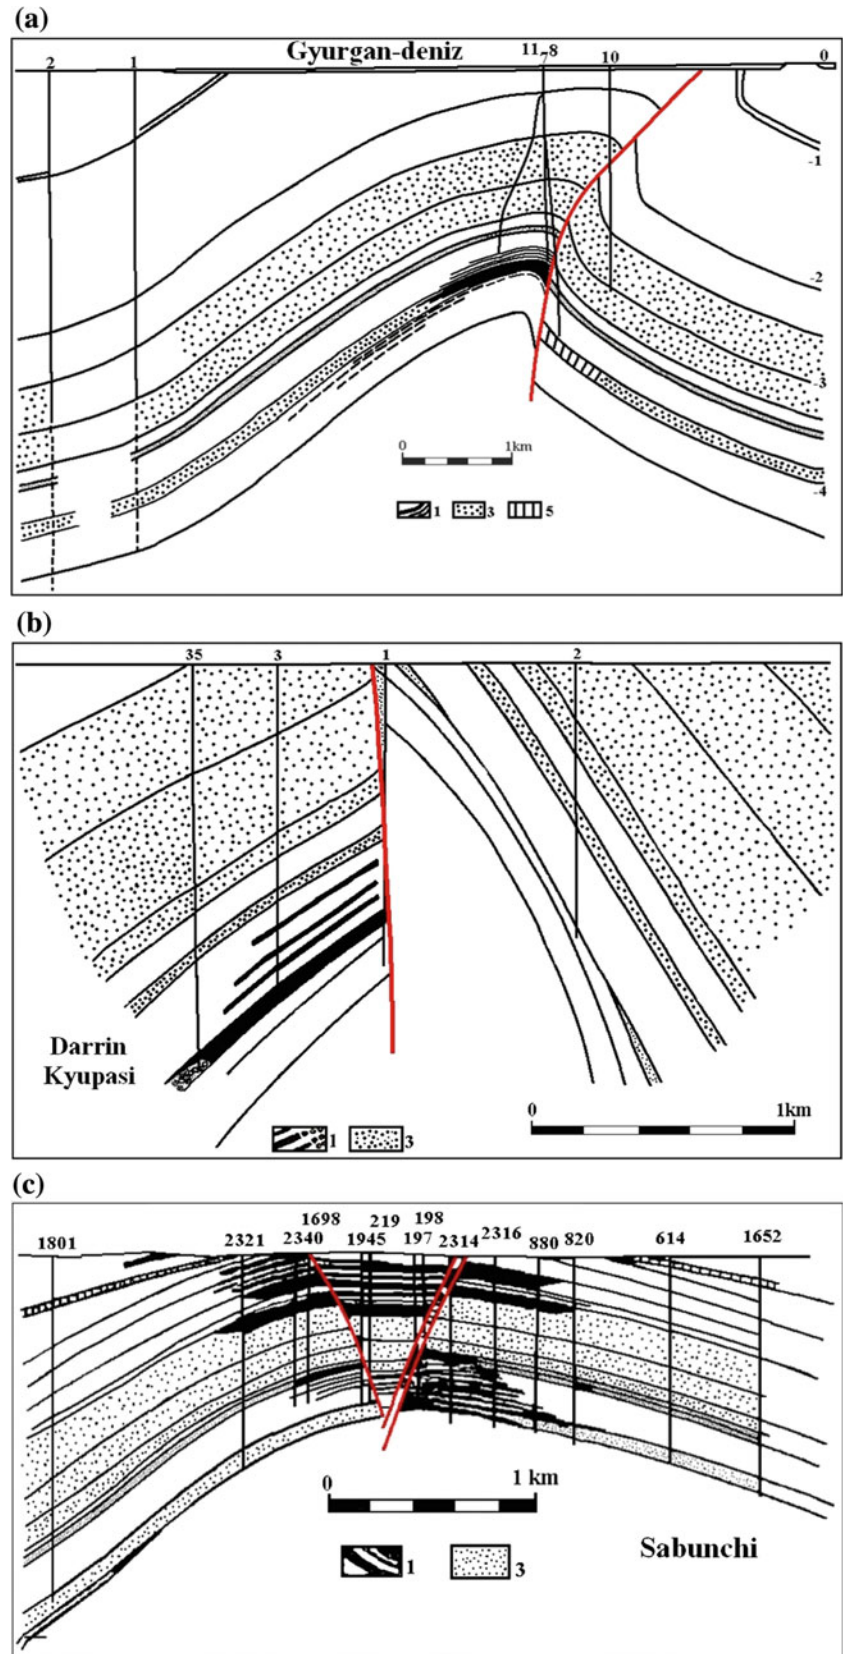 (a)
Gyurgan-deniz
2 1 11 7 8 10 0
-1
-2
-3
-4
0 1km
1 3 5
(b)
35 3 1 2
Darrin
Kyupasi
0 1km
1 3
(c)
1698 219 198
1801 2321 2340 1945 197 2314 2316 880 820 614 1652
0 1 km
Sabunchi
1 3